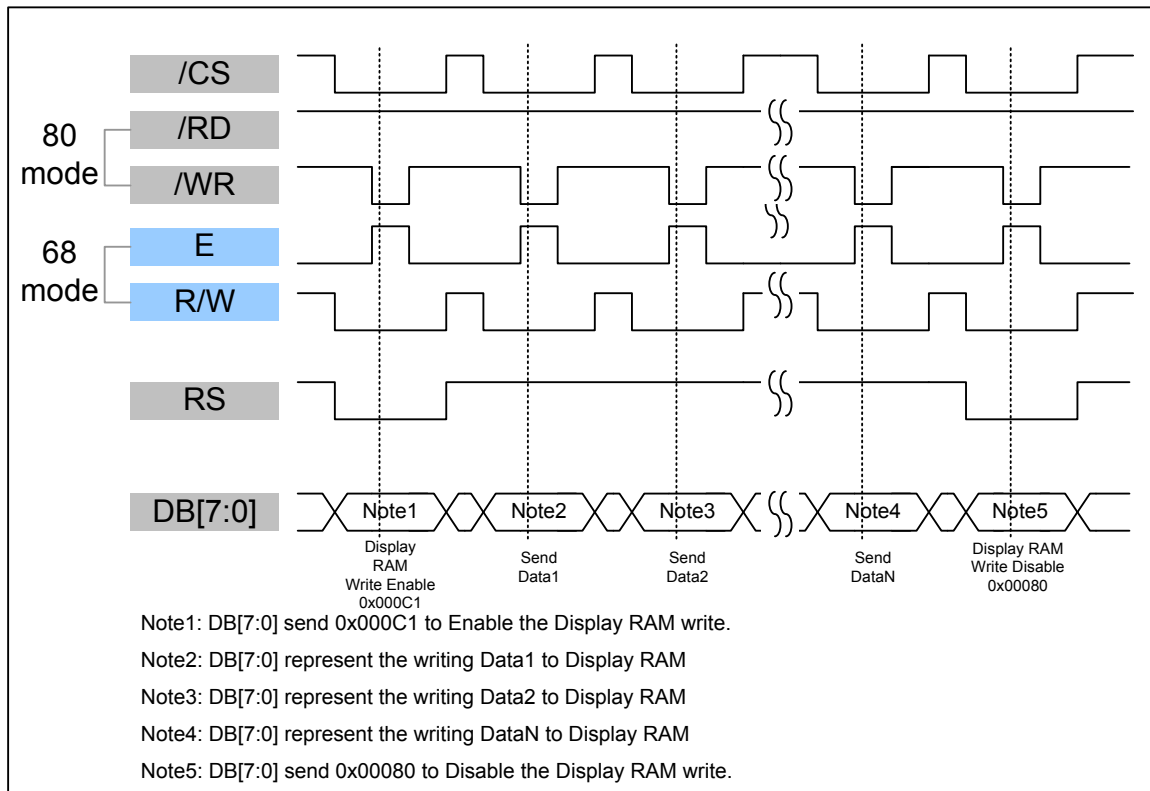 /CS
80
mode
/RD
/WR
68
mode
E
R/W
RS
DB[7:0]
Note1
Note2
Note3
Note4
Note5
Display
RAM
Write Enable
0x000C1
Send
Data1
Send
Data2
Send
DataN
Display RAM
Write Disable
0x00080
Note1: DB[7:0] send 0x000C1 to Enable the Display RAM write.
Note2: DB[7:0] represent the writing Data1 to Display RAM
Note3: DB[7:0] represent the writing Data2 to Display RAM
Note4: DB[7:0] represent the writing DataN to Display RAM
Note5: DB[7:0] send 0x00080 to Disable the Display RAM write.